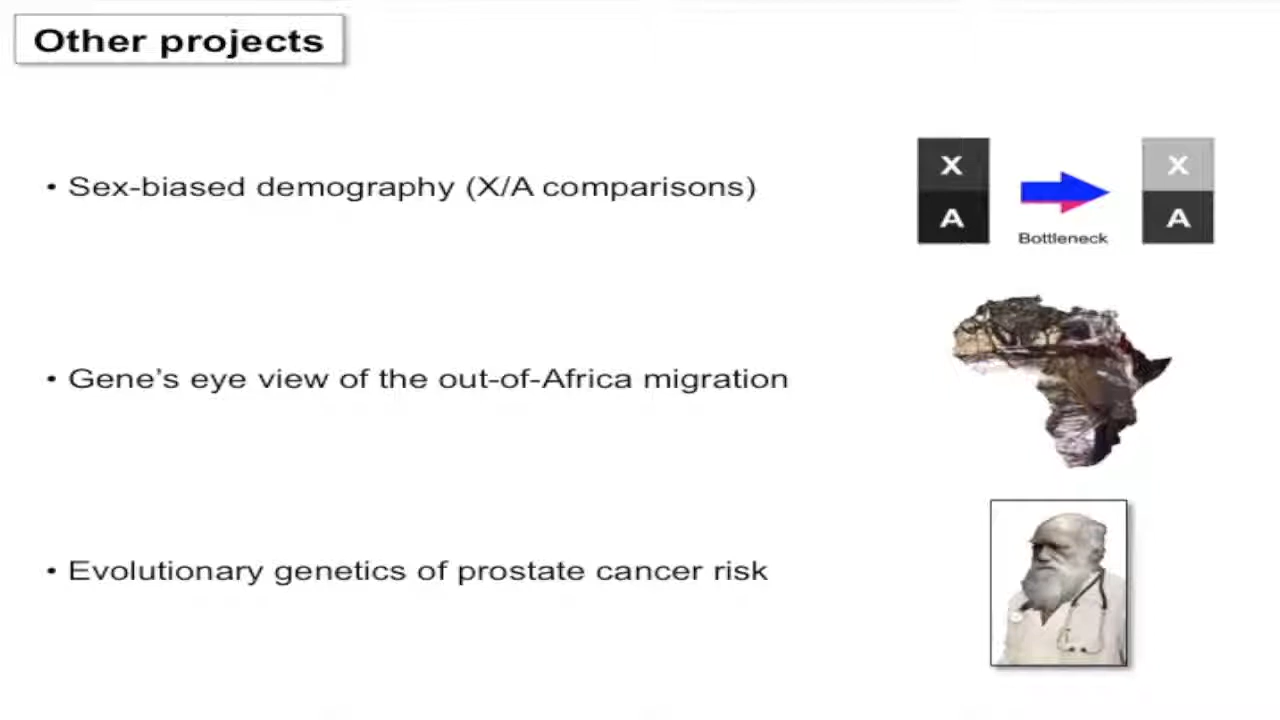 Other projects
• Sex-biased demography (X/A comparisons)
X
A
Bottleneck
X
A
• Gene’s eye view of the out-of-Africa migration
• Evolutionary genetics of prostate cancer risk